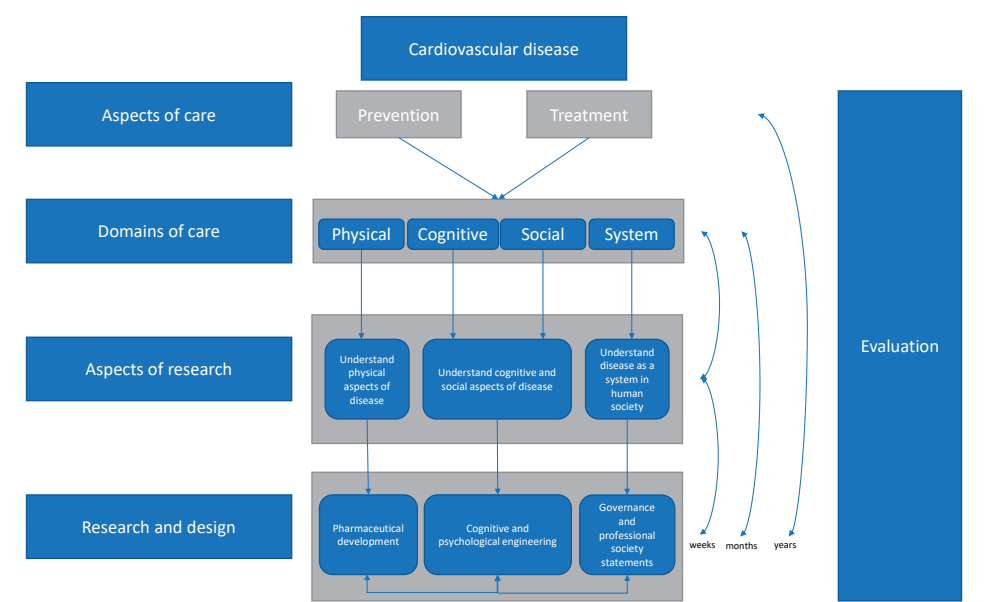 Cardiovascular disease
Aspects of care
Prevention
Treatment
Domains of care
Physical
Cognitive
Social
System
Aspects of research
Understand
physical
aspects of
disease
Understand cognitive and
social aspects of disease
Understand
disease as a
system in
human
society
Evaluation
Research and design
Pharmaceutical
development
Cognitive and
psychological engineering
Governance
and
professional
society
statements
weeks
months
years